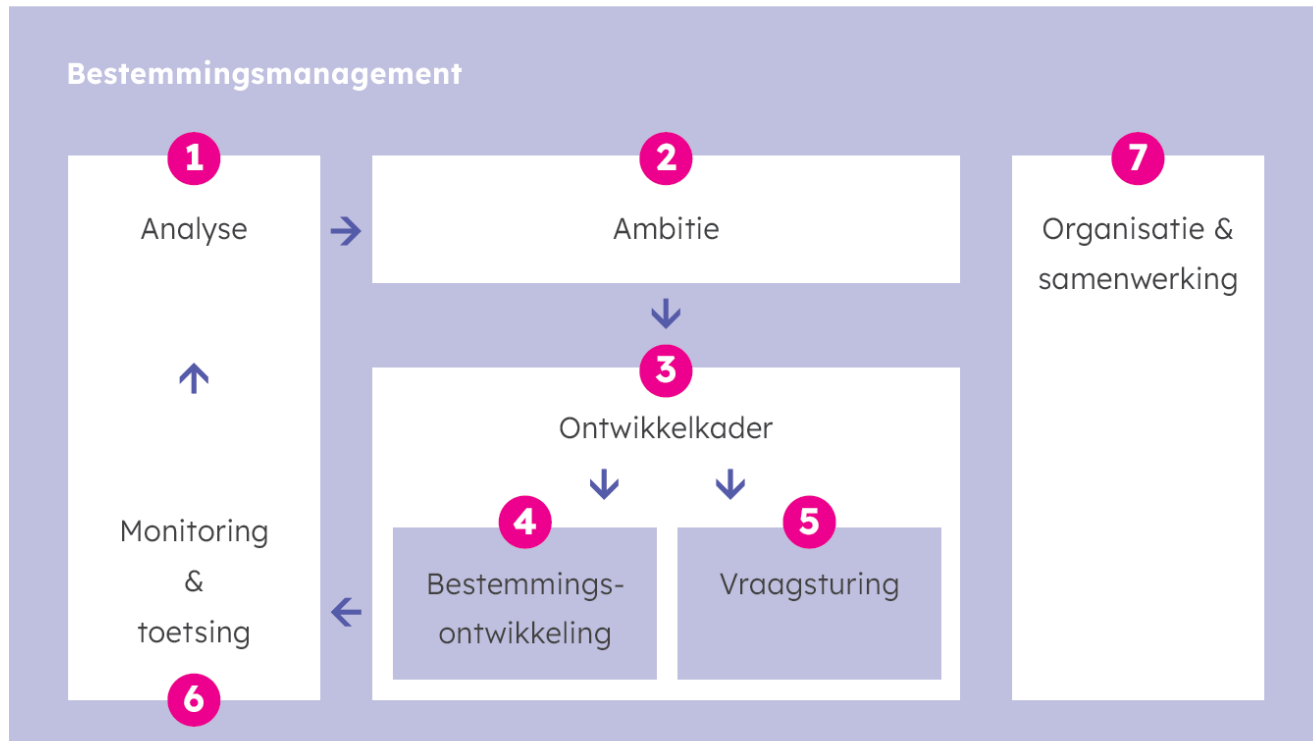 Bestemmingsmanagement
1
Analyse
2
Ambitie
3
Ontwikkelkader
4
Bestemmings-
ontwikkeling
5
Vraagsturing
Monitoring
&
toetsing
6
7
Organisatie &
samenwerking